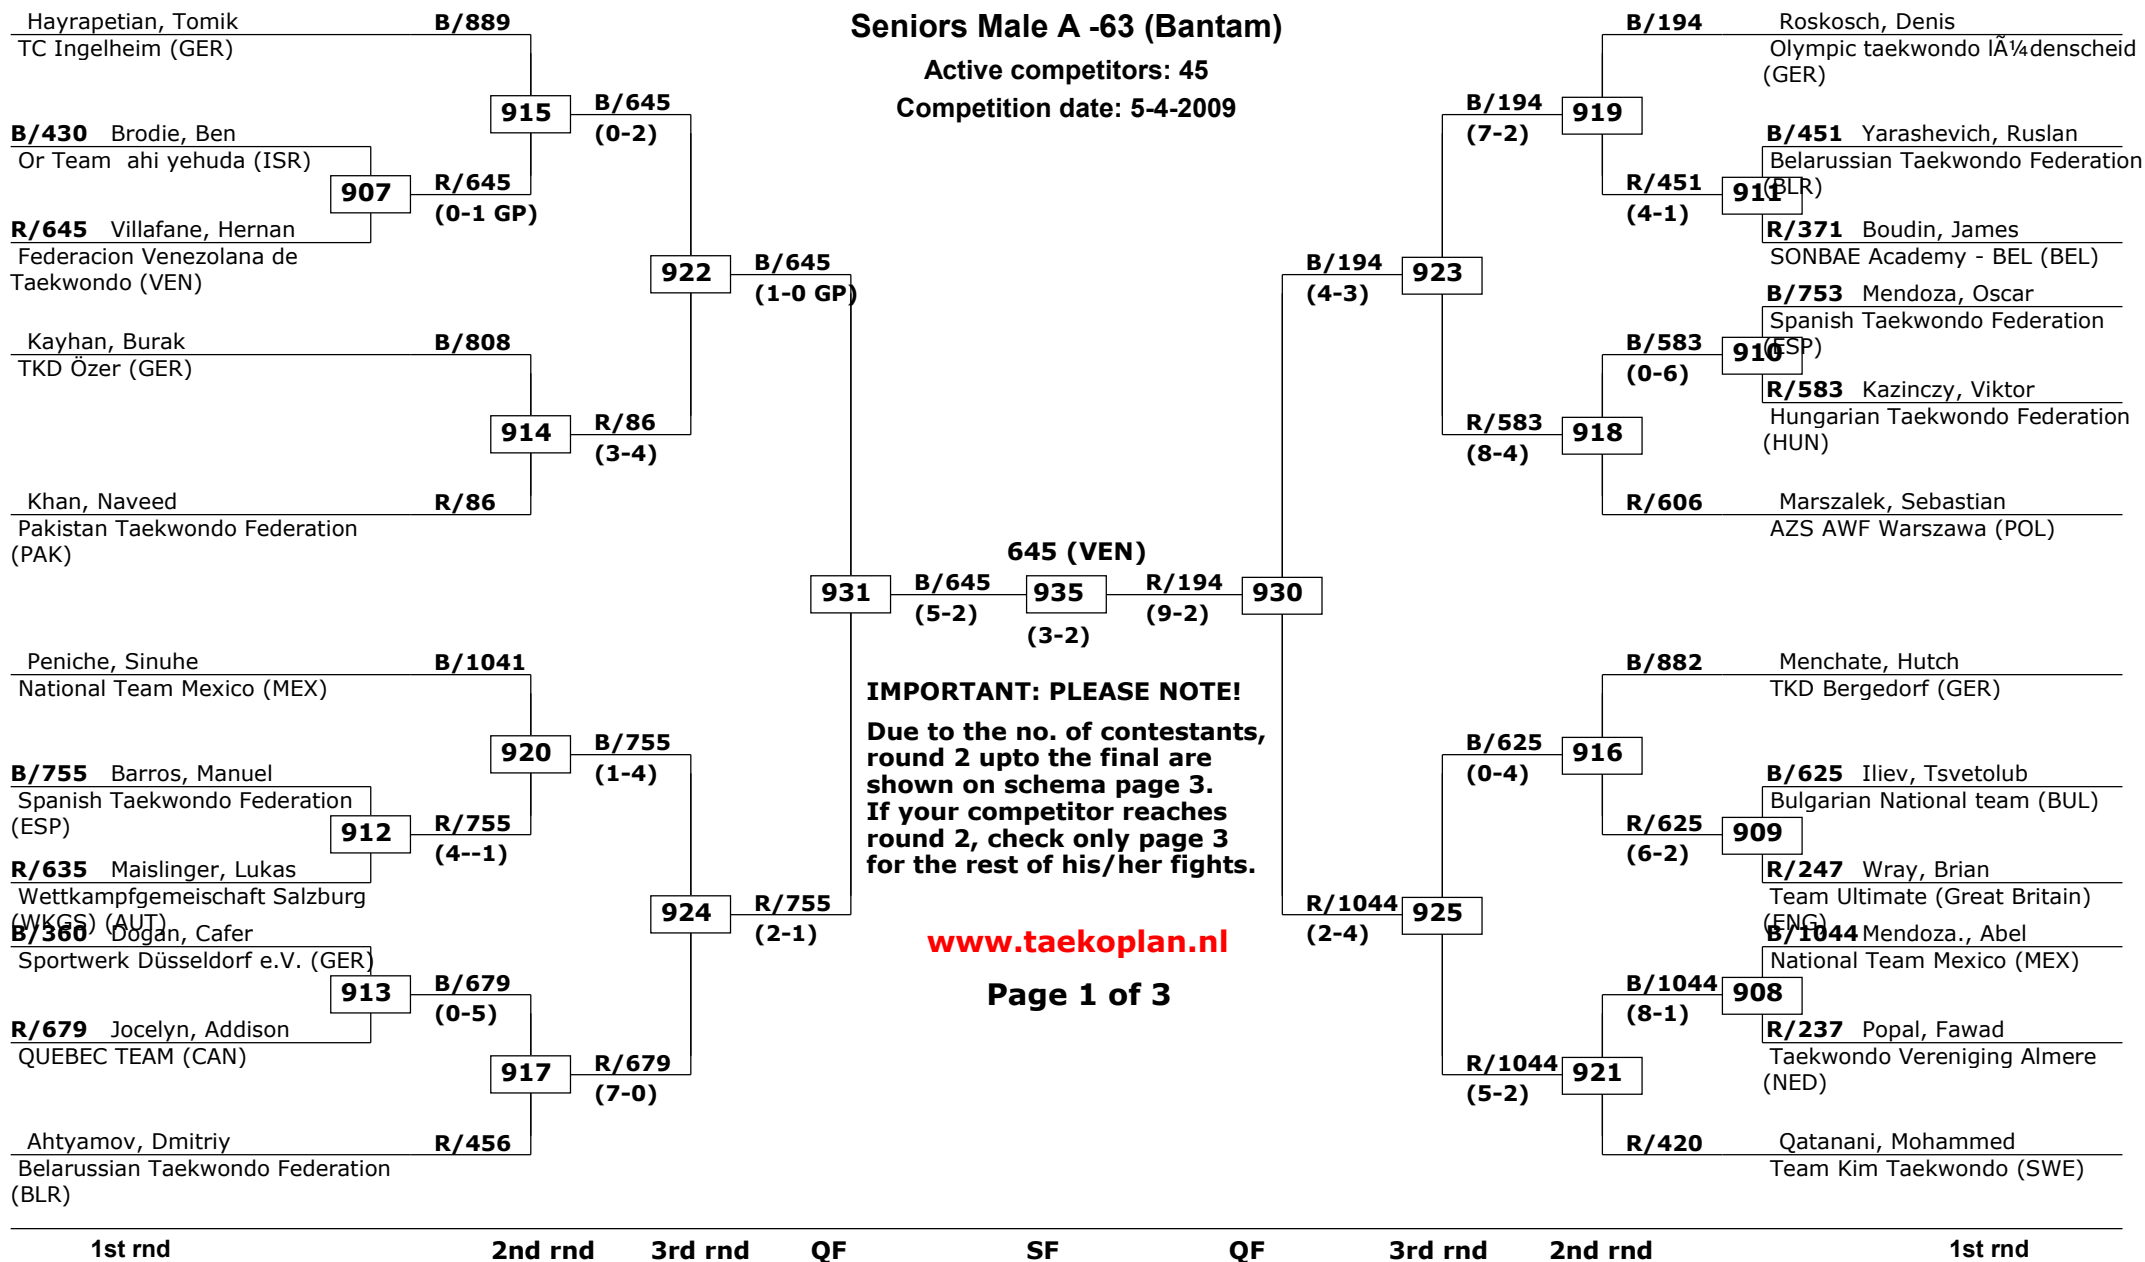 Seniors Male A -63 (Bantam)
Active competitors: 45
Competition date: 5-4-2009
Hayrapetian, Tomik B/889
TC Ingelheim (GER)
915
B/645
(0-2)
B/430 Brodie, Ben
Or Team ahi yehuda (ISR)
907
R/645
(0-1 GP)
R/645 Villafane, Hernan
Federacion Venezolana de
Taekwondo (VEN)
922
B/645
(1-0 GP)
Kayhan, Burak B/808
TKD Özer (GER)
914
R/86
(3-4)
Khan, Naveed R/86
Pakistan Taekwondo Federation
(PAK)
931
B/645
(5-2)
645 (VEN)
935
(3-2)
R/194
(9-2)
930
Peniche, Sinuhe B/1041
National Team Mexico (MEX)
920
B/755
(1-4)
B/755 Barros, Manuel
Spanish Taekwondo Federation
(ESP)
912
R/755
(4--1)
R/635 Maislinger, Lukas
Wettkampfgemeischaft Salzburg
(WKGS) (AUT)
924
R/755
(2-1)
B/360 Dogan, Cafer
Sportwerk Düsseldorf e.V. (GER)
913
B/679
(0-5)
R/679 Jocelyn, Addison
QUEBEC TEAM (CAN)
917
R/679
(7-0)
Ahtyamov, Dmitriy R/456
Belarussian Taekwondo Federation
(BLR)
IMPORTANT: PLEASE NOTE!
Due to the no. of contestants,
round 2 upto the final are
shown on schema page 3.
If your competitor reaches
round 2, check only page 3
for the rest of his/her fights.
www.taekoplan.nl
Page 1 of 3
B/194 Roskosch, Denis
Olympic taekwondo lÃ¼denscheid
(GER)
B/194
(7-2)
919
B/451 Yarashevich, Ruslan
Belarussian Taekwondo Federation
(BLR)
R/451
(4-1)
911
R/371 Boudin, James
SONBAE Academy - BEL (BEL)
B/194
(4-3)
923
B/753 Mendoza, Oscar
Spanish Taekwondo Federation
(ESP)
B/583
(0-6)
910
R/583 Kazinczy, Viktor
Hungarian Taekwondo Federation
(HUN)
R/583
(8-4)
918
R/606 Marszalek, Sebastian
AZS AWF Warszawa (POL)
B/882 Menchate, Hutch
TKD Bergedorf (GER)
B/625
(0-4)
916
B/625 Iliev, Tsvetolub
Bulgarian National team (BUL)
R/625
(6-2)
909
R/247 Wray, Brian
Team Ultimate (Great Britain)
(ENG)
R/1044
(2-4)
925
B/1044 Mendoza., Abel
National Team Mexico (MEX)
B/1044
(8-1)
908
R/237 Popal, Fawad
Taekwondo Vereniging Almere
(NED)
R/1044
(5-2)
921
R/420 Qatanani, Mohammed
Team Kim Taekwondo (SWE)
1st rnd 2nd rnd 3rd rnd QF SF QF 3rd rnd 2nd rnd 1st rnd